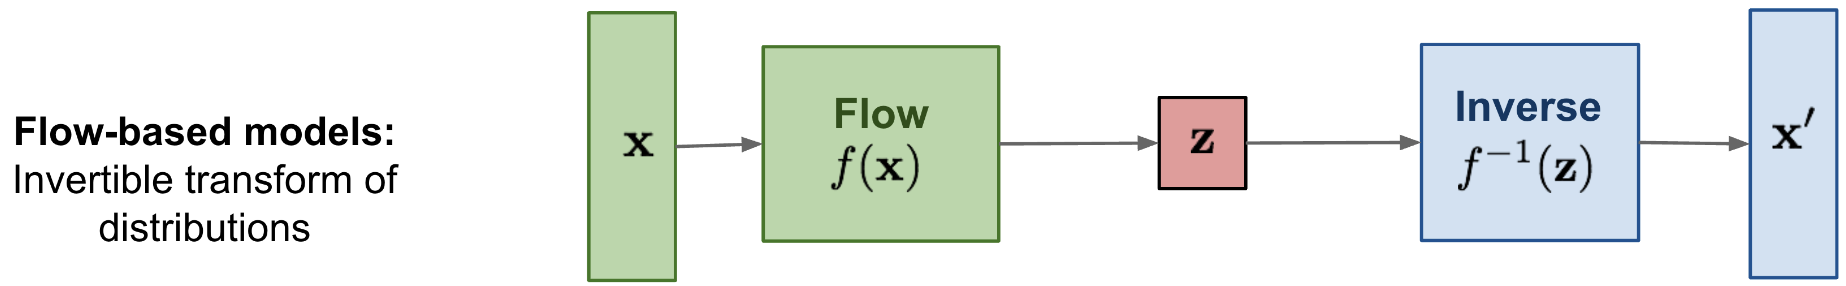 Flow-based models:
Invertible transform of
distributions
x
Flow
f(x)
z
Inverse
f⁻¹(z)
x′